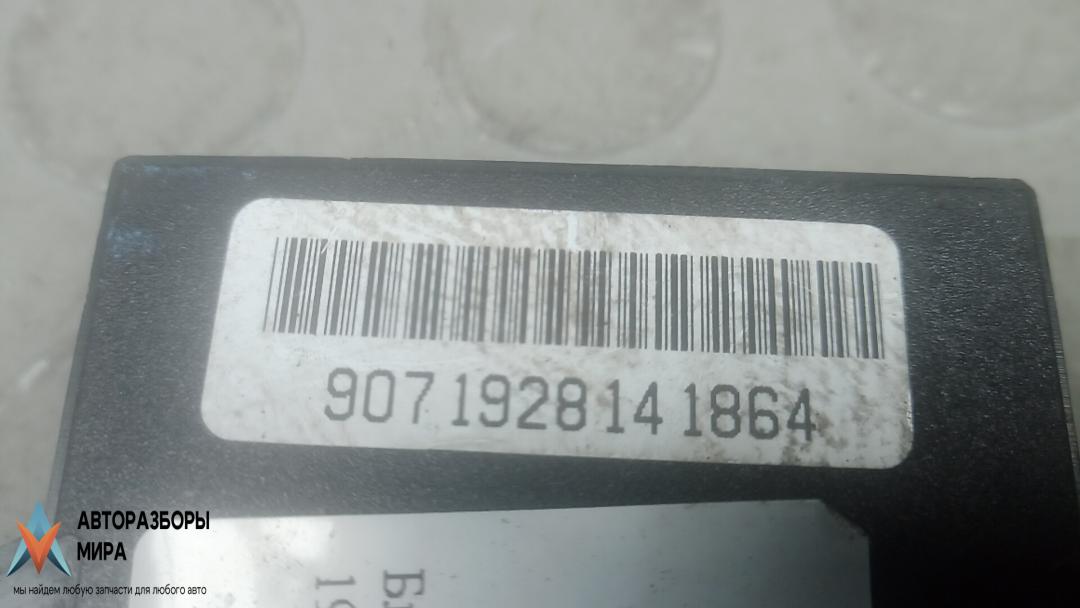 9071928141864
АВТОРАЗБОРЫ
МИРА
мы найдем любую запчасти для любого авто